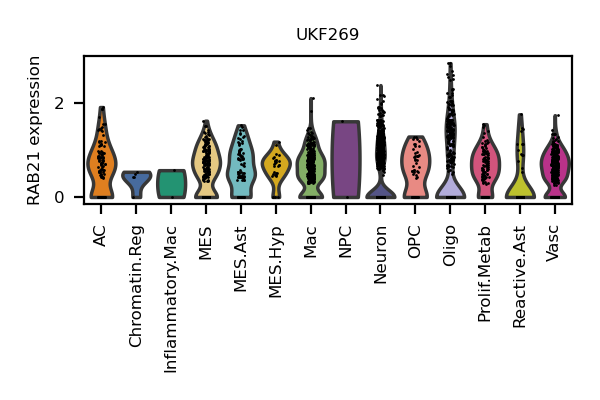 UKF269
RAB21 expression
2
0
AC
Chromatin.Reg
Inflammatory.Mac
MES
MES.Ast
MES.Hyp
Mac
NPC
Neuron
OPC
Oligo
Prolif.Metab
Reactive.Ast
Vasc